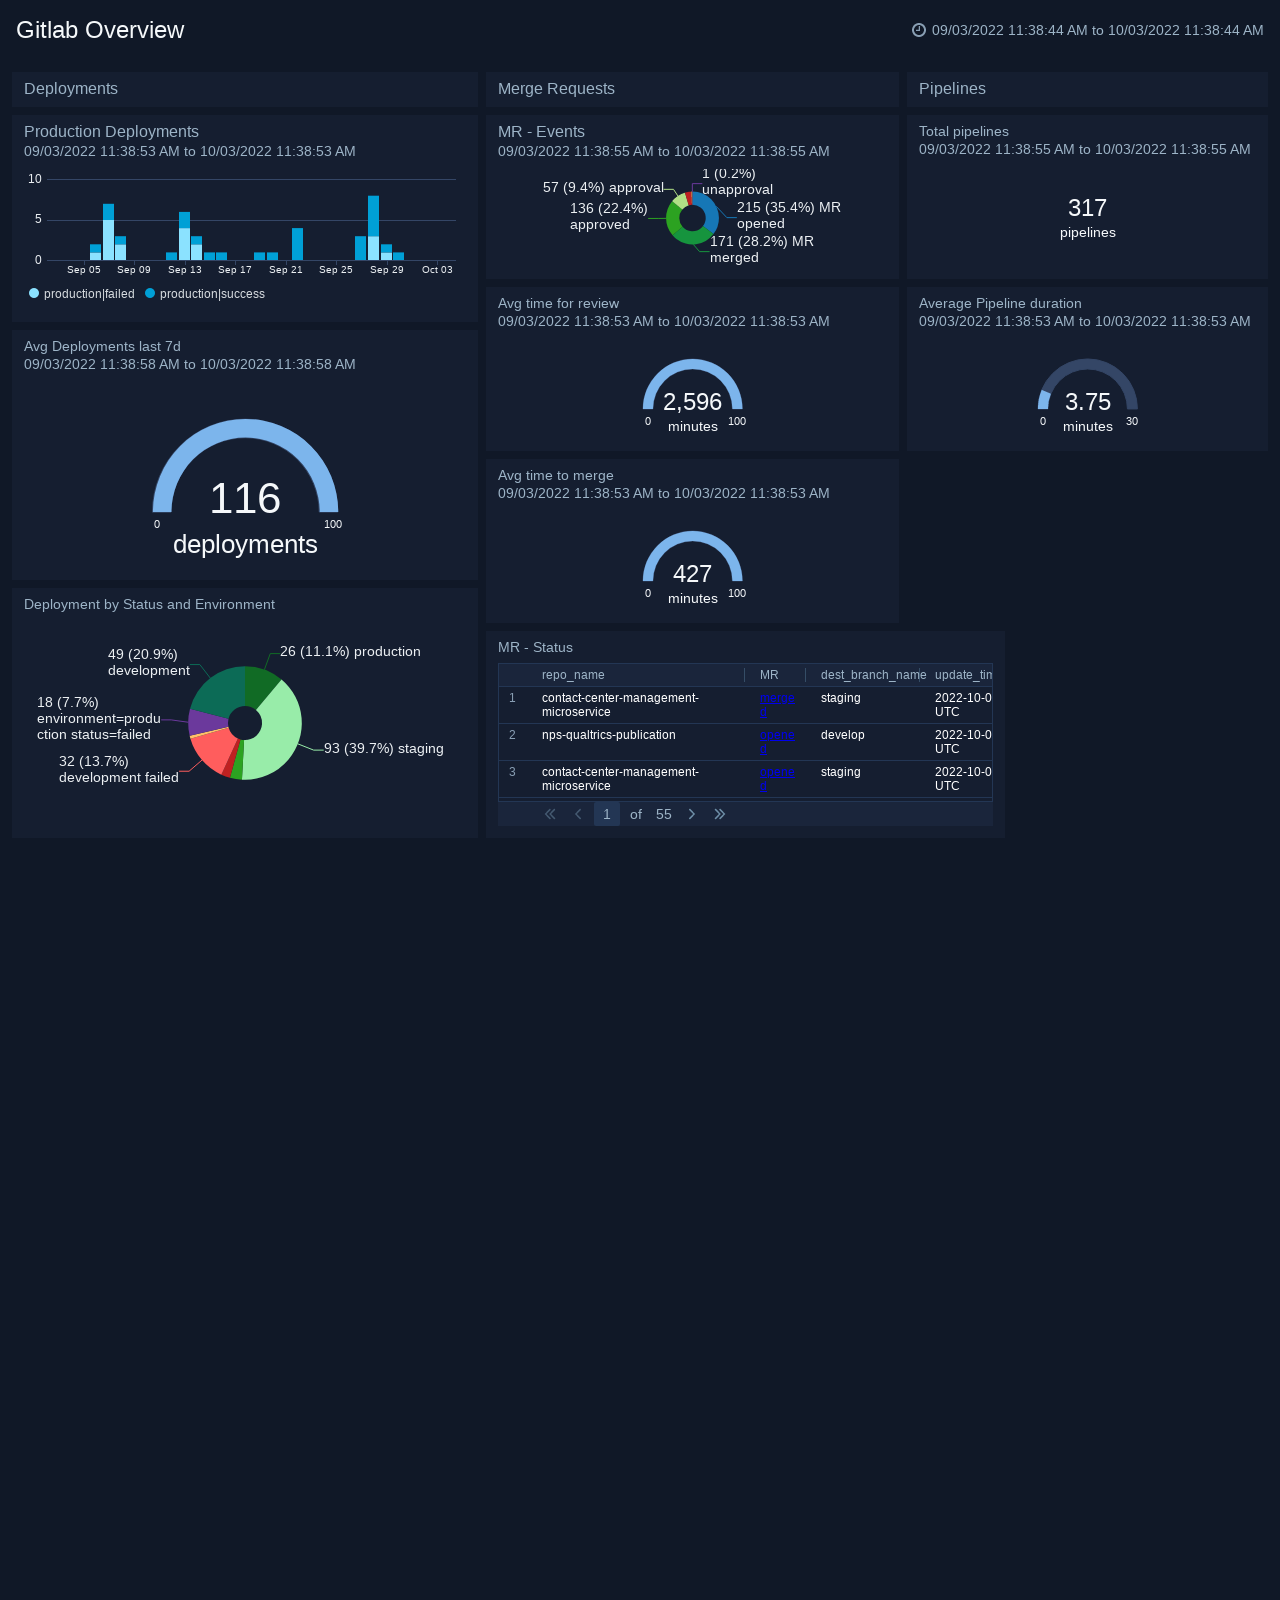 Gitlab Overview
09/03/2022 11:38:44 AM to 10/03/2022 11:38:44 AM
Deployments
Production Deployments
09/03/2022 11:38:53 AM to 10/03/2022 11:38:53 AM
10
5
0
Sep 05 Sep 09 Sep 13 Sep 17 Sep 21 Sep 25 Sep 29 Oct 03
production|failed production|success
Avg Deployments last 7d
09/03/2022 11:38:58 AM to 10/03/2022 11:38:58 AM
116
0 100
deployments
Deployment by Status and Environment
49 (20.9%)
development
26 (11.1%) production
18 (7.7%)
environment=produ
ction status=failed
93 (39.7%) staging
32 (13.7%)
development failed
Merge Requests
MR - Events
09/03/2022 11:38:55 AM to 10/03/2022 11:38:55 AM
1 (0.2%)
unapproval
57 (9.4%) approval
136 (22.4%)
approved
215 (35.4%) MR
opened
171 (28.2%) MR
merged
Avg time for review
09/03/2022 11:38:53 AM to 10/03/2022 11:38:53 AM
2,596
0 minutes 100
Avg time to merge
09/03/2022 11:38:53 AM to 10/03/2022 11:38:53 AM
427
0 minutes 100
MR - Status
repo_name MR dest_branch_name update_tim
1 contact-center-management-
microservice
merge
d
staging
2022-10-0
UTC
2 nps-qualtrics-publication
opene
d
develop
2022-10-0
UTC
3 contact-center-management-
microservice
opene
d
staging
2022-10-0
UTC
1 of 55
Pipelines
Total pipelines
09/03/2022 11:38:55 AM to 10/03/2022 11:38:55 AM
317
pipelines
Average Pipeline duration
09/03/2022 11:38:53 AM to 10/03/2022 11:38:53 AM
3.75
0 minutes 30